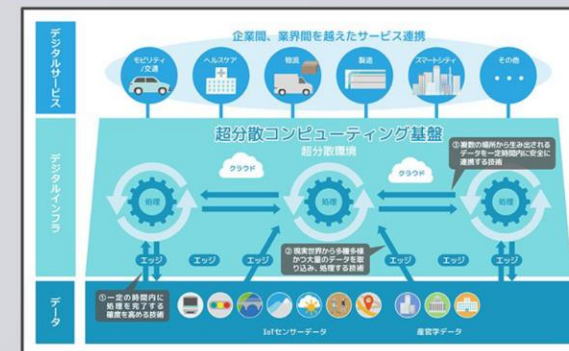 デジタルサービス
企業間、業界間を越えたサービス連携
モビリティ
/交通
ヘルスケア
物流
製造
スマートシティ
その他
デジタルインフラ
超分散コンピューティング基盤
超分散環境
クラウド
クラウド
③複数の場所から生み出される
データを一定時間内に安全に
連携する技術
処理
処理
処理
②現実世界から多種多様
かつ大量のデータを取
り込み、処理する技術
エッジ
エッジ
エッジ
エッジ
エッジ
エッジ
①一定の時間内に
処理を完了する
確度を高める技術
データ
IoTセンサーデータ
産官学データ